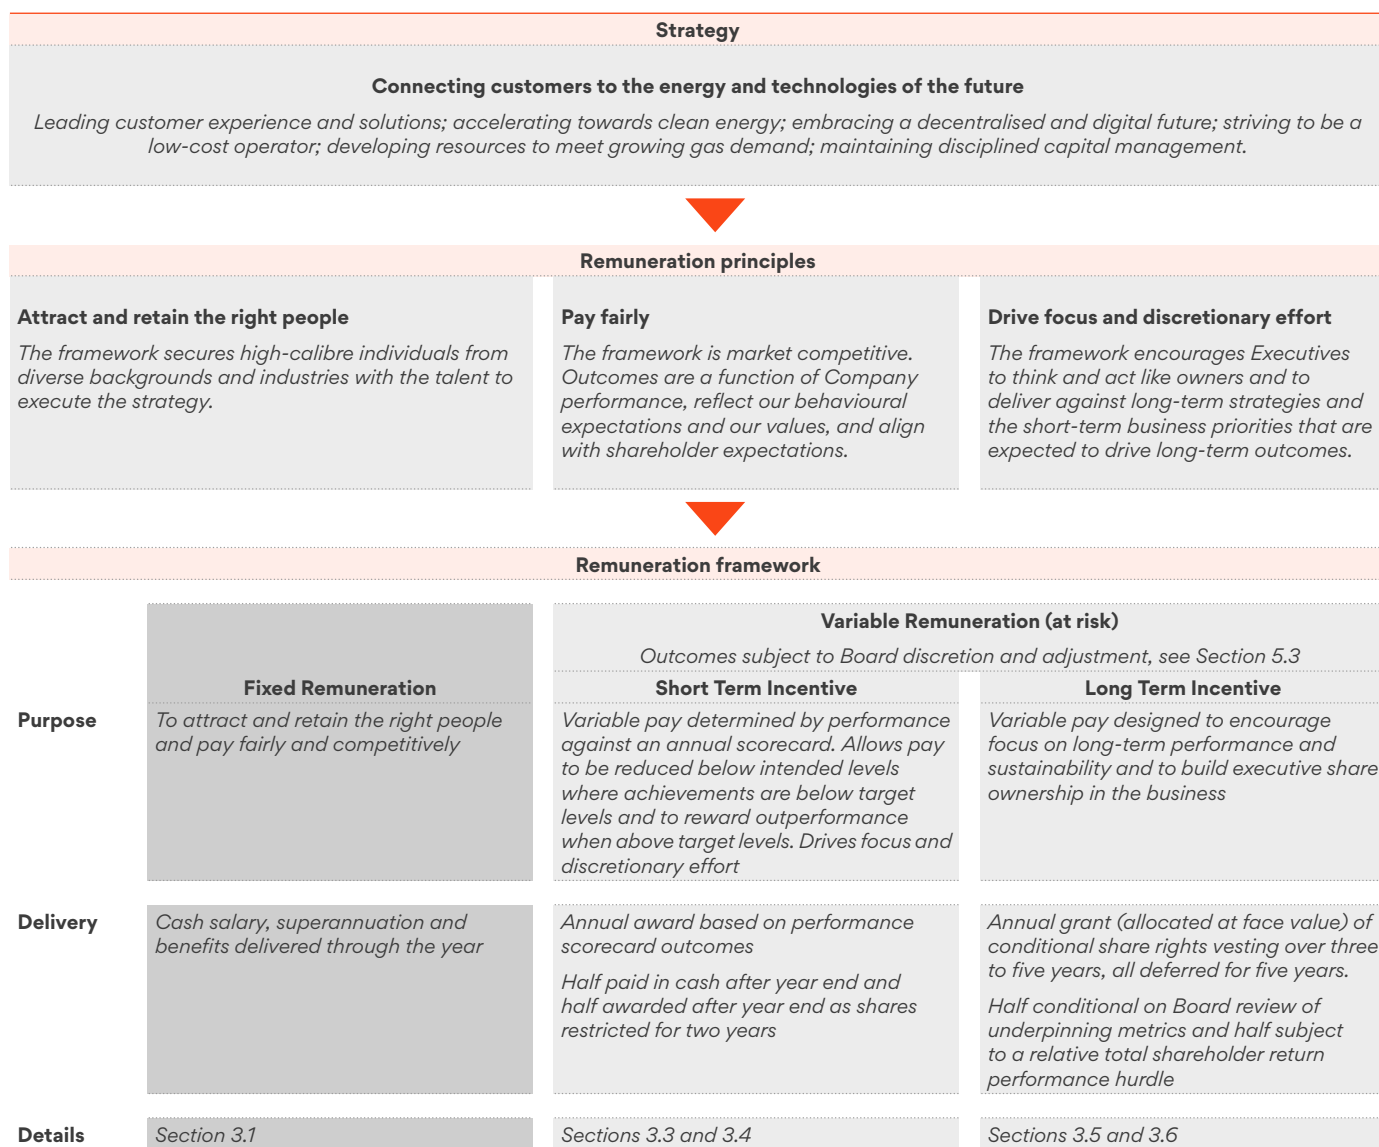 Strategy
Connecting customers to the energy and technologies of the future
Leading customer experience and solutions; accelerating towards clean energy; embracing a decentralised and digital future; striving to be a
low-cost operator; developing resources to meet growing gas demand; maintaining disciplined capital management.
Remuneration principles
Attract and retain the right people
The framework secures high-calibre individuals from
diverse backgrounds and industries with the talent to
execute the strategy.
Pay fairly
The framework is market competitive.
Outcomes are a function of Company
performance, reflect our behavioural
expectations and our values, and align
with shareholder expectations.
Drive focus and discretionary effort
The framework encourages Executives
to think and act like owners and to
deliver against long-term strategies and
the short-term business priorities that are
expected to drive long-term outcomes.
Remuneration framework
Variable Remuneration (at risk)
Outcomes subject to Board discretion and adjustment, see Section 5.3
Fixed Remuneration
Short Term Incentive
Long Term Incentive
Purpose
To attract and retain the right people
and pay fairly and competitively
Variable pay determined by performance
against an annual scorecard. Allows pay
to be reduced below intended levels
where achievements are below target
levels and to reward outperformance
when above target levels. Drives focus and
discretionary effort
Variable pay designed to encourage
focus on long-term performance and
sustainability and to build executive share
ownership in the business
Delivery
Cash salary, superannuation and
benefits delivered through the year
Annual award based on performance
scorecard outcomes
Half paid in cash after year end and
half awarded after year end as shares
restricted for two years
Annual grant (allocated at face value) of
conditional share rights vesting over three
to five years, all deferred for five years.
Half conditional on Board review of
underpinning metrics and half subject
to a relative total shareholder return
performance hurdle
Details
Section 3.1
Sections 3.3 and 3.4
Sections 3.5 and 3.6